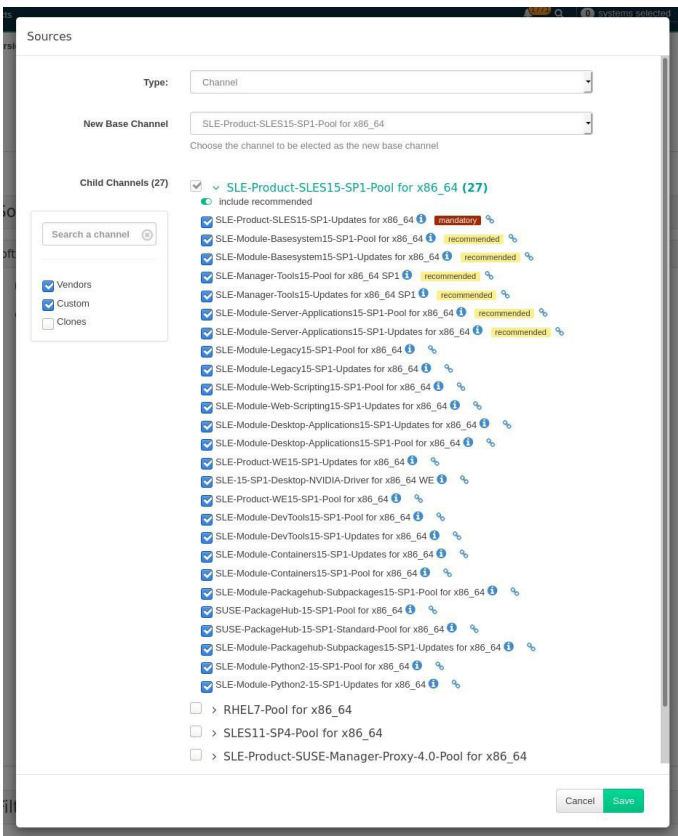 systems selected
Sources
Type:
Channel
New Base Channel
SLE-Product-SLES15-SP1-Pool for x86_64
Choose the channel to be elected as the new base channel
Child Channels (27)
SLE-Product-SLES15-SP1-Pool for x86_64 (27)
include recommended
Search a channel
Vendors
Custom
Clones
SLE-Product-SLES15-SP1-Updates for x86_64 mandatory
SLE-Module-Basesystem15-SP1-Pool for x86_64 recommended
SLE-Module-Basesystem15-SP1-Updates for x86_64 recommended
SLE-Manager-Tools15-Pool for x86_64 SP1 recommended
SLE-Manager-Tools15-Updates for x86_64 SP1 recommended
SLE-Module-Server-Applications15-SP1-Pool for x86_64 recommended
SLE-Module-Server-Applications15-SP1-Updates for x86_64 recommended
SLE-Module-Legacy15-SP1-Pool for x86_64
SLE-Module-Legacy15-SP1-Updates for x86_64
SLE-Module-Web-Scripting15-SP1-Pool for x86_64
SLE-Module-Web-Scripting15-SP1-Updates for x86_64
SLE-Module-Desktop-Applications15-SP1-Updates for x86_64
SLE-Module-Desktop-Applications15-SP1-Pool for x86_64
SLE-Product-WE15-SP1-Updates for x86_64
SLE-15-SP1-Desktop-NVIDIA-Driver for x86_64 WE
SLE-Product-WE15-SP1-Pool for x86_64
SLE-Module-DevTools15-SP1-Pool for x86_64
SLE-Module-DevTools15-SP1-Updates for x86_64
SLE-Module-Containers15-SP1-Updates for x86_64
SLE-Module-Containers15-SP1-Pool for x86_64
SLE-Module-Packagehub-Subpackages15-SP1-Pool for x86_64
SUSE-PackageHub-15-SP1-Pool for x86_64
SUSE-PackageHub-15-SP1-Standard-Pool for x86_64
SLE-Module-Packagehub-Subpackages15-SP1-Updates for x86_64
SLE-Module-Python2-15-SP1-Pool for x86_64
SLE-Module-Python2-15-SP1-Updates for x86_64
RHEL7-Pool for x86_64
SLES11-SP4-Pool for x86_64
SLE-Product-SUSE-Manager-Proxy-4.0-Pool for x86_64
Cancel
Save